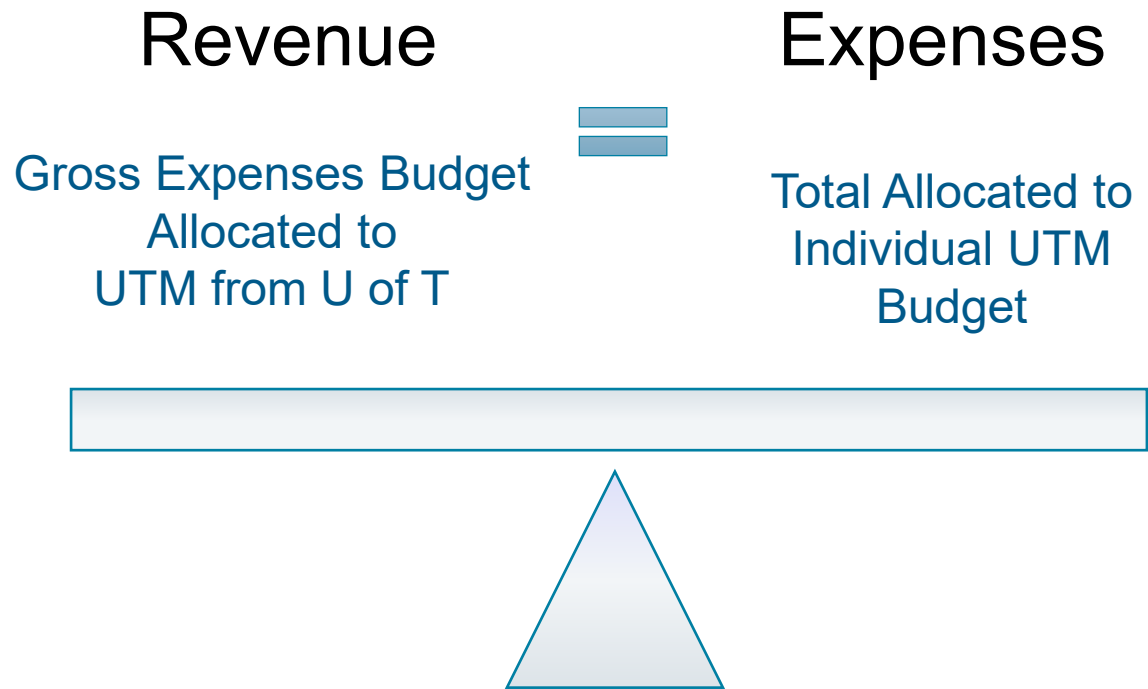 Revenue
Expenses
Gross Expenses Budget
Allocated to
UTM from U of T
Total Allocated to
Individual UTM
Budget